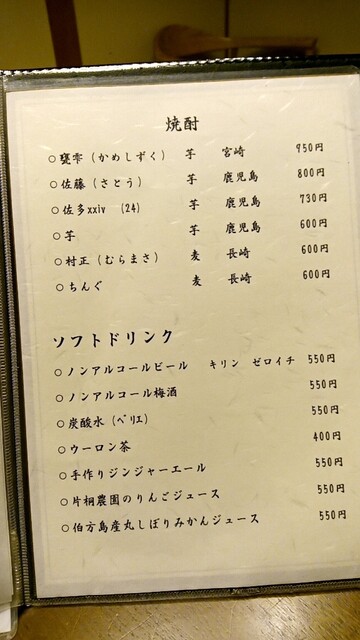 焼酎
○甕雫(かめしずく) 芋 宮崎 950円
○佐藤(さとう) 芋 鹿児島 800円
○佐多xxiv (24) 芋 鹿児島 730円
○芋 芋 鹿児島 600円
○村正(むらまさ) 麦 長崎 600円
○ちんぐ 麦 長崎 600円
ソフトドリンク
○ノンアルコールビール キリン ゼロイチ 550円
○ノンアルコール梅酒 550円
○炭酸水(ペリエ) 550円
○ウーロン茶 400円
○手作りジンジャーエール 550円
○片桐農園のりんごジュース 550円
○伯方島産丸しぼりみかんジュース 550円